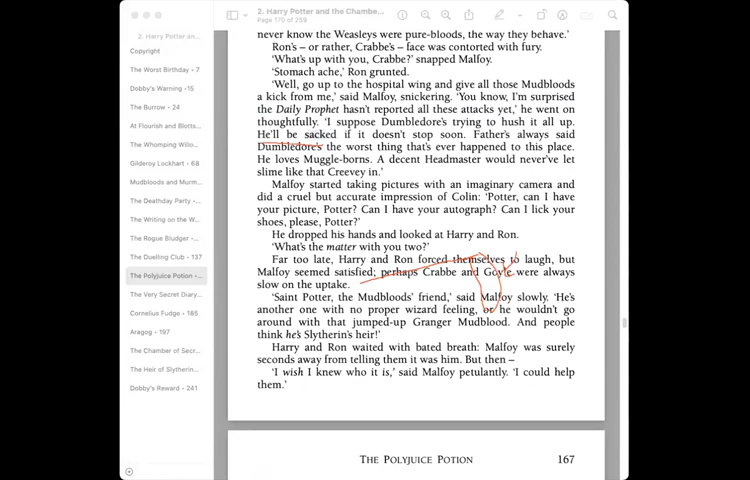 2. Harry Potter and the Chambe...
Page 170 of 259
2. Harry Potter an...
Copyright
The Worst Birthday • 7
Dobby's Warning • 15
The Burrow • 24
At Flourish and Blotts...
The Whomping Willo...
Gilderoy Lockhart • 68
Mudbloods and Murm...
The Deathday Party •...
The Writing on the W...
The Rogue Bludger •...
The Duelling Club • 137
The Polyjuice Potion •...
The Very Secret Diary...
Cornelius Fudge • 185
Aragog • 197
The Chamber of Secr...
The Heir of Slytherin...
Dobby's Reward • 241
never know the Weasleys were pure-bloods, the way they behave.'
Ron's – or rather, Crabbe's – face was contorted with fury.
'What's up with you, Crabbe?' snapped Malfoy.
'Stomach ache,' Ron grunted.
'Well, go up to the hospital wing and give all those Mudbloods
a kick from me,' said Malfoy, snickering. 'You know, I'm surprised
the Daily Prophet hasn't reported all these attacks yet,' he went on
thoughtfully. 'I suppose Dumbledore's trying to hush it all up.
He'll be sacked if it doesn't stop soon. Father's always said
Dumbledore's the worst thing that's ever happened to this place.
He loves Muggle-borns. A decent Headmaster would never've let
slime like that Creevey in.'
Malfoy started taking pictures with an imaginary camera and
did a cruel but accurate impression of Colin: 'Potter, can I have
your picture, Potter? Can I have your autograph? Can I lick your
shoes, please, Potter?'
He dropped his hands and looked at Harry and Ron.
'What's the matter with you two?'
Far too late, Harry and Ron forced themselves to laugh, but
Malfoy seemed satisfied; perhaps Crabbe and Goyle were always
slow on the uptake.
'Saint Potter, the Mudbloods' friend,' said Malfoy slowly. 'He's
another one with no proper wizard feeling, or he wouldn't go
around with that jumped-up Granger Mudblood. And people
think he's Slytherin's heir!'
Harry and Ron waited with bated breath: Malfoy was surely
seconds away from telling them it was him. But then –
'I wish I knew who it is,' said Malfoy petulantly. 'I could help
them.'
THE POLYJUICE POTION 167